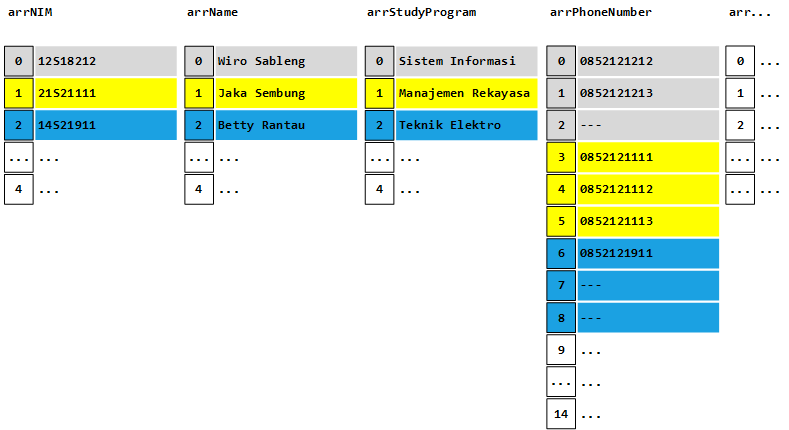 arrNIM arrName arrStudyProgram arrPhoneNumber arr...
0 12S18212 0 Wiro Sableng 0 Sistem Informasi 0 0852121212 0 ...
1 21S21111 1 Jaka Sembung 1 Manajemen Rekayasa 1 0852121213 1 ...
2 14S21911 2 Betty Rantau 2 Teknik Elektro 2 --- 2 ...
... ... ... ... ... ... 3 0852121111 ... ...
4 ... 4 ... 4 ... 4 0852121112 ... ...
5 0852121113
6 0852121911
7 ---
8 ---
9 ...
... ...
14 ...